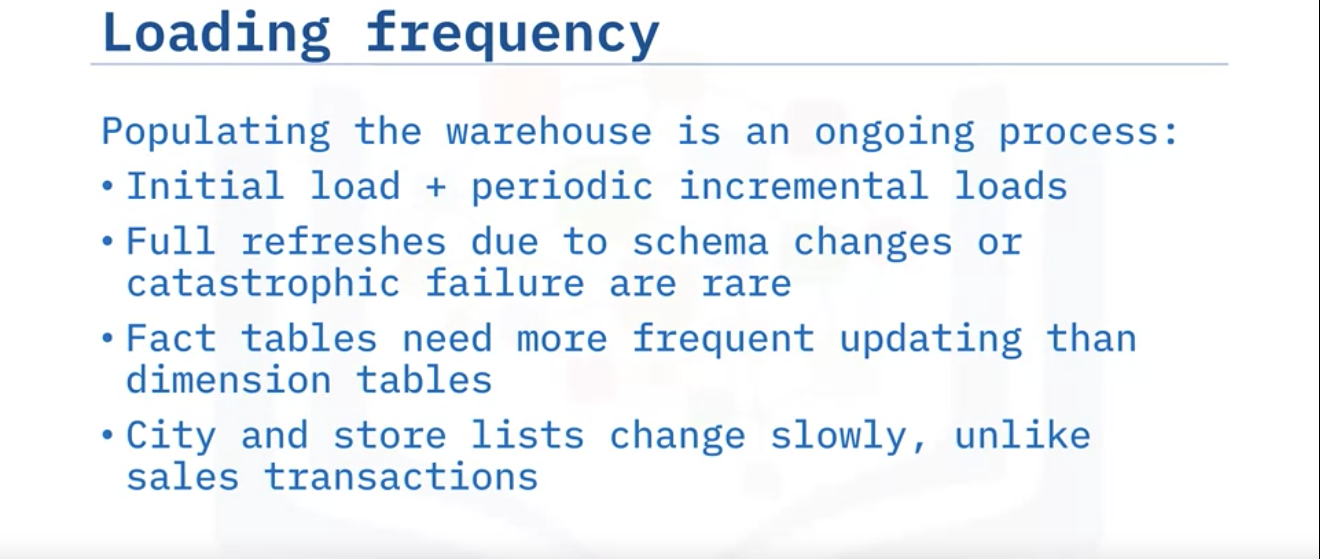 Loading frequency
Populating the warehouse is an ongoing process:
• Initial load + periodic incremental loads
• Full refreshes due to schema changes or
catastrophic failure are rare
• Fact tables need more frequent updating than
dimension tables
• City and store lists change slowly, unlike
sales transactions